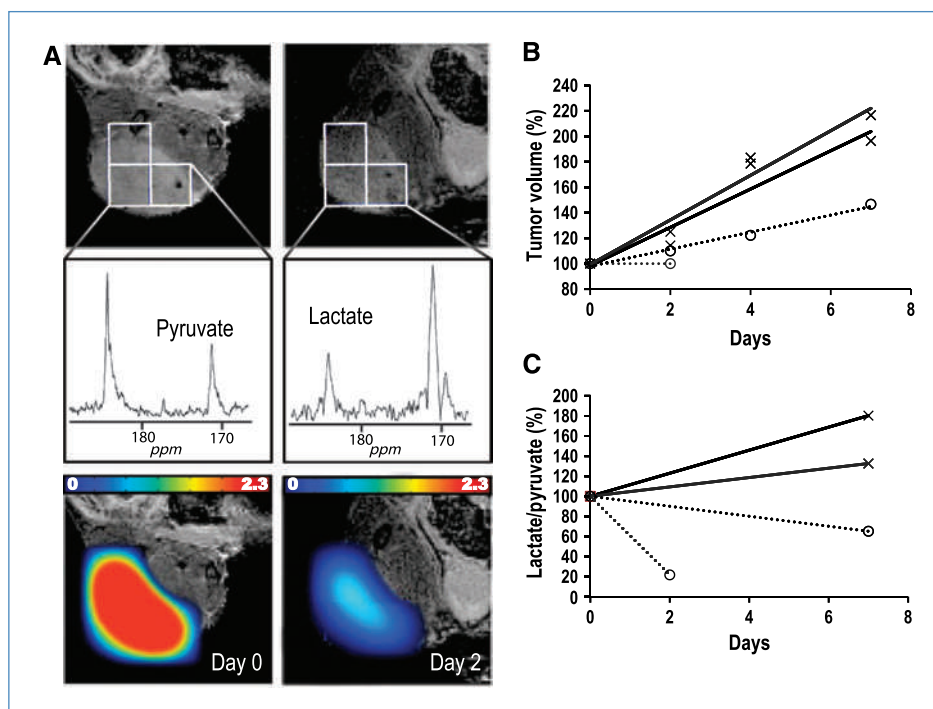 A
Pyruvate
180
170
ppm
Lactate
180
170
ppm
0
2.3
Day 0
0
2.3
Day 2
B
Tumor volume (%)
240
220
200
180
160
140
120
100
80
0
2
4
6
8
Days
C
Lactate/pyruvate (%)
200
180
160
140
120
100
80
60
40
20
0
0
2
4
6
8
Days